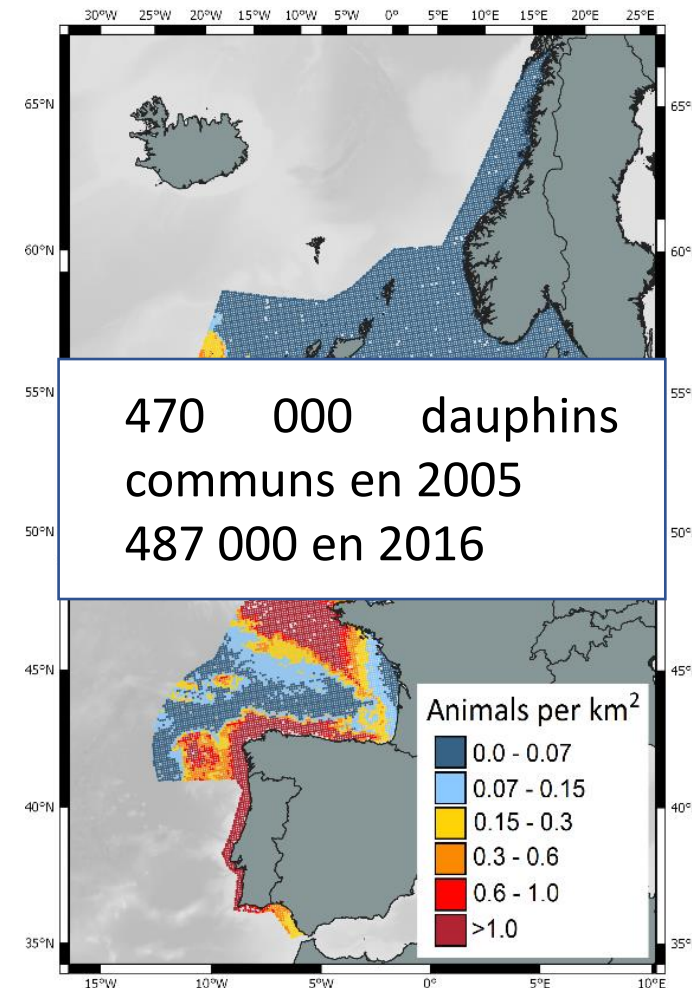 30°W 25°W 20°W 15°W 10°W 5°W 0° 5°E 10°E 15°E 20°E 25°E
65°N 65°
60°N 60°
55°N 55°
470 000 dauphins
communs en 2005
50°N 50°
487 000 en 2016
45°N 45°
Animals per km²
0.0 - 0.07
0.07 - 0.15
40°N 0.15 - 0.3 40°
0.3 - 0.6
0.6 - 1.0
>1.0
35°N 35°
15°W 10°W 5°W 0° 5°E 10°E